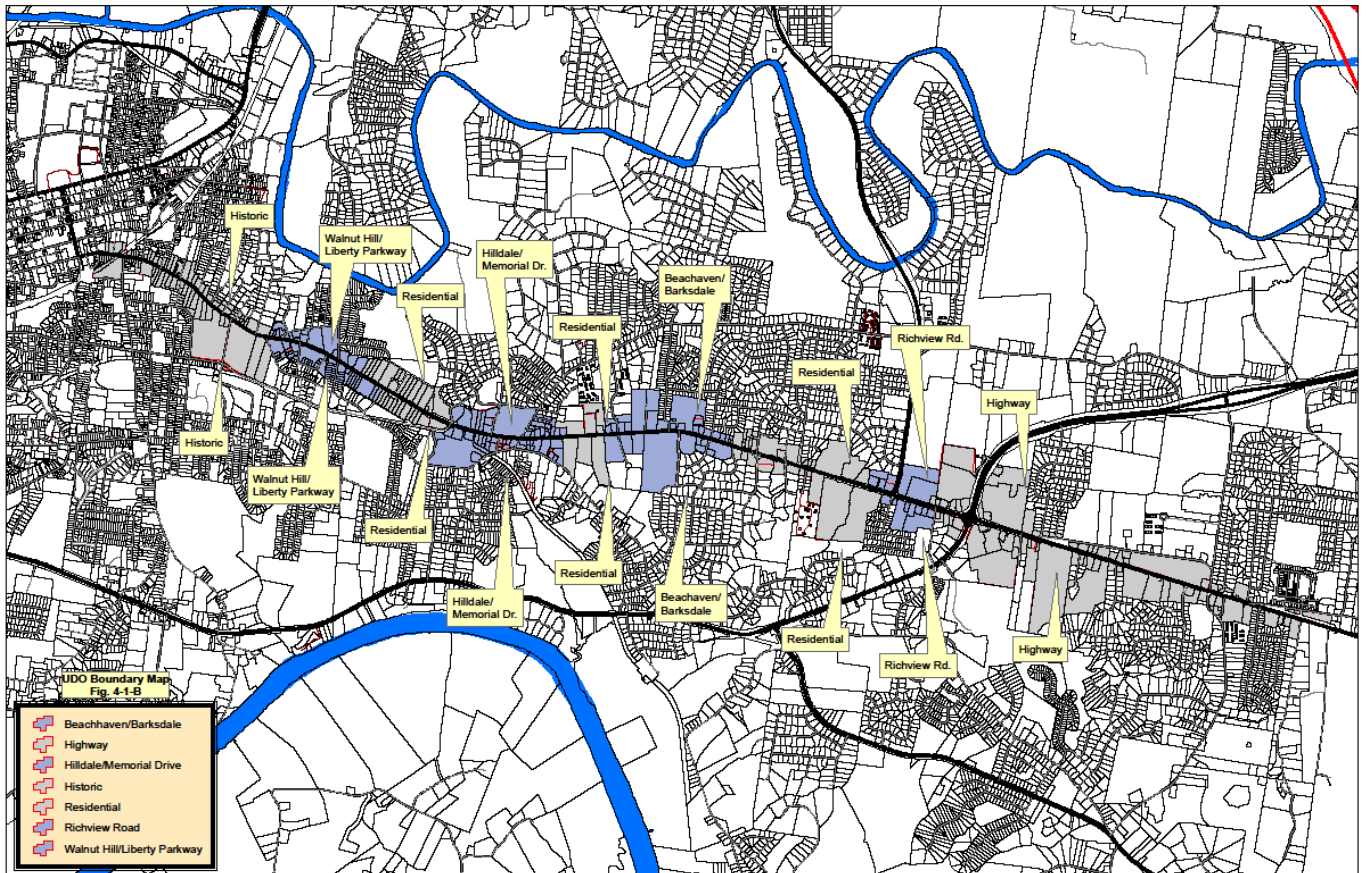 Historic
Walnut Hill/
Liberty Parkway
Hilldale/
Memorial Dr.
Beachaven/
Barksdale
Residential
Residential
Richview Rd.
Residential
Highway
Historic
Walnut Hill/
Liberty Parkway
Residential
Residential
Hilldale/
Memorial Dr.
Beachaven/
Barksdale
Residential
Richview Rd.
Highway
UDO Boundary Map
Fig. 4-1-B
Beachhaven/Barksdale
Highway
Hilldale/Memorial Drive
Historic
Residential
Richview Road
Walnut Hill/Liberty Parkway